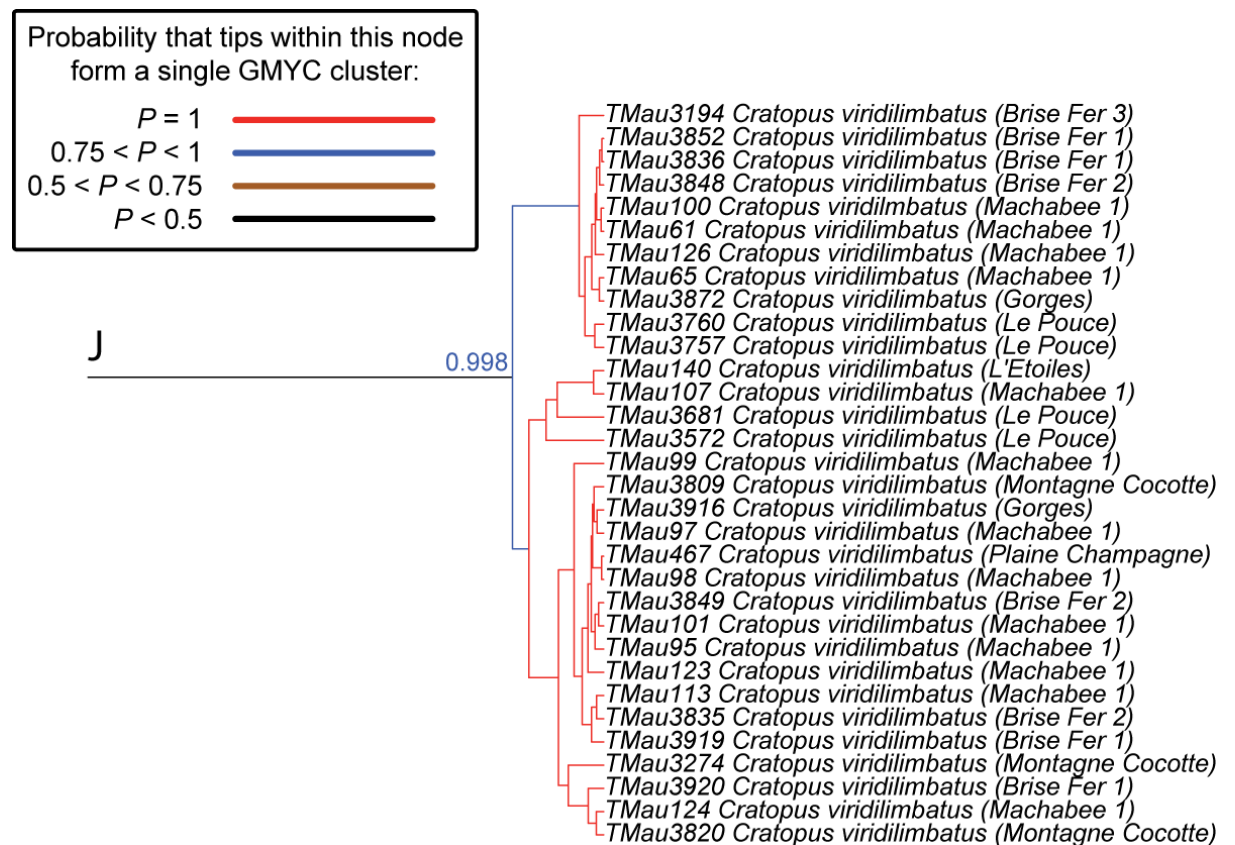 Probability that tips within this node
form a single GMYC cluster:
P = 1
0.75 < P < 1
0.5 < P < 0.75
P < 0.5
J
0.998
TMau3194 Cratopus viridilimbatus (Brise Fer 3)
TMau3852 Cratopus viridilimbatus (Brise Fer 1)
TMau3836 Cratopus viridilimbatus (Brise Fer 1)
TMau3848 Cratopus viridilimbatus (Brise Fer 2)
TMau100 Cratopus viridilmbatus (Machabee 1)
TMau61 Cratopus viridilimbatus (Machabee 1)
TMau126 Cratopus viridilimbatus (Machabee 1)
TMau65 Cratopus viridilimbatus (Machabee 1)
TMau3872 Cratopus viridilimbatus (Gorges)
TMau3760 Cratopus viridilimbatus (Le Pouce)
TMau3757 Cratopus viridilimbatus (Le Pouce)
TMau140 Cratopus viridilimbatus (L'Etoiles)
TMau107 Cratopus viridilimbatus (Machabee 1)
TMau3681 Cratopus viridilimbatus (Le Pouce)
TMau3572 Cratopus viridilimbatus (Le Pouce)
TMau99 Cratopus viridilimbatus (Machabee 1)
TMau3809 Cratopus viridilimbatus (Montagne Cocotte)
TMau3916 Cratopus viridilimbatus (Gorges)
TMau97 Cratopus viridilimbatus (Machabee 1)
TMau467 Cratopus viridilimbatus (Plaine Champagne)
TMau98 Cratopus viridilimbatus (Machabee 1)
TMau3849 Cratopus viridilimbatus (Brise Fer 2)
TMau101 Cratopus viridilimbatus (Machabee 1)
TMau95 Cratopus viridilimbatus (Machabee 1)
TMau123 Cratopus viridilimbatus (Machabee 1)
TMau113 Cratopus viridilimbatus (Machabee 1)
TMau3835 Cratopus viridilimbatus (Brise Fer 2)
TMau3919 Cratopus viridilimbatus (Brise Fer 1)
TMau3274 Cratopus viridilimbatus (Montagne Cocotte)
TMau3920 Cratopus viridilimbatus (Brise Fer 1)
TMau124 Cratopus viridilimbatus (Machabee 1)
TMau3820 Cratopus viridilimbatus (Montagne Cocotte)